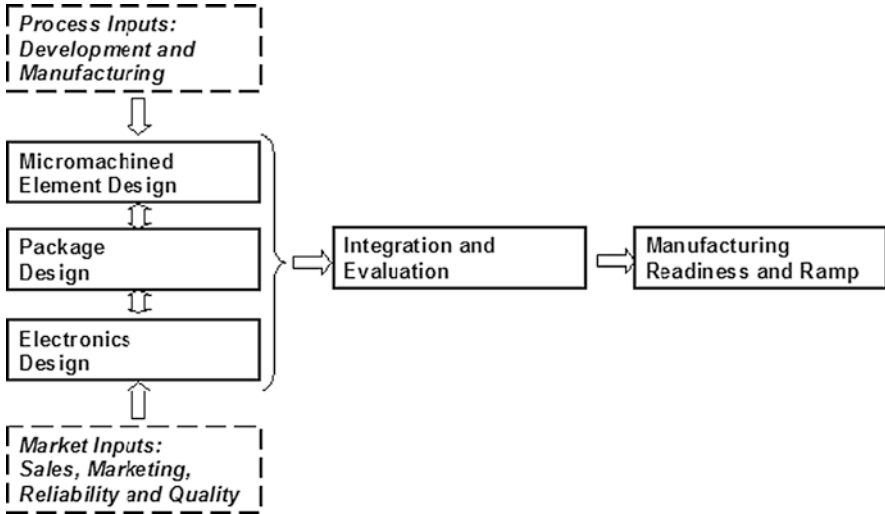 Process Inputs:
Development and
Manufacturing
Micromachined
Element Design
Package
Design
Electronics
Design
Market Inputs:
Sales, Marketing,
Reliability and Quality
Integration and
Evaluation
Manufacturing
Readiness and Ramp